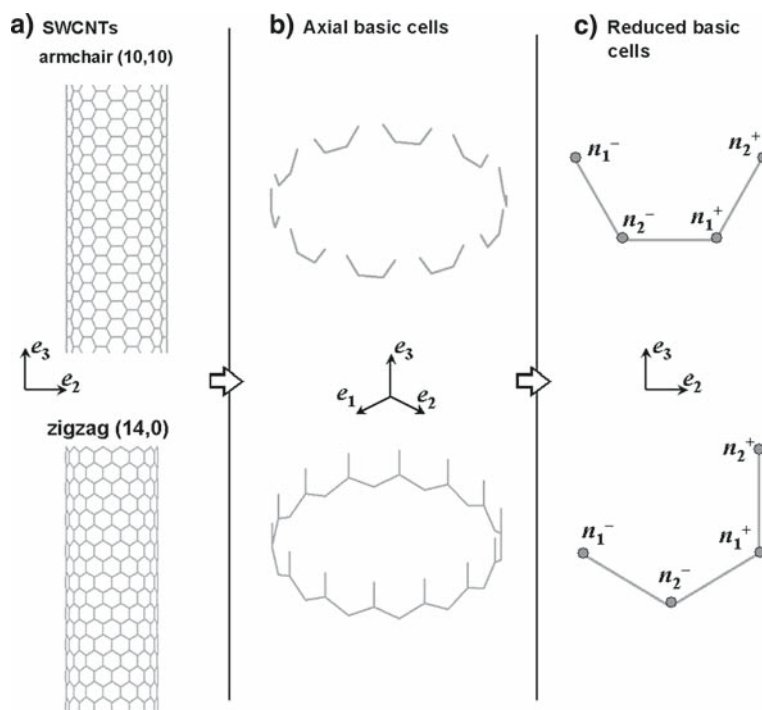 a) SWCNTs
armchair (10,10)
e₃
e₂
zigzag (14,0)
b) Axial basic cells
e₃
e₁
e₂
c) Reduced basic
cells
n₁⁻
n₂⁺
n₂⁻
n₁⁺
e₃
e₂
n₂⁺
n₁⁻
n₁⁺
n₂⁻